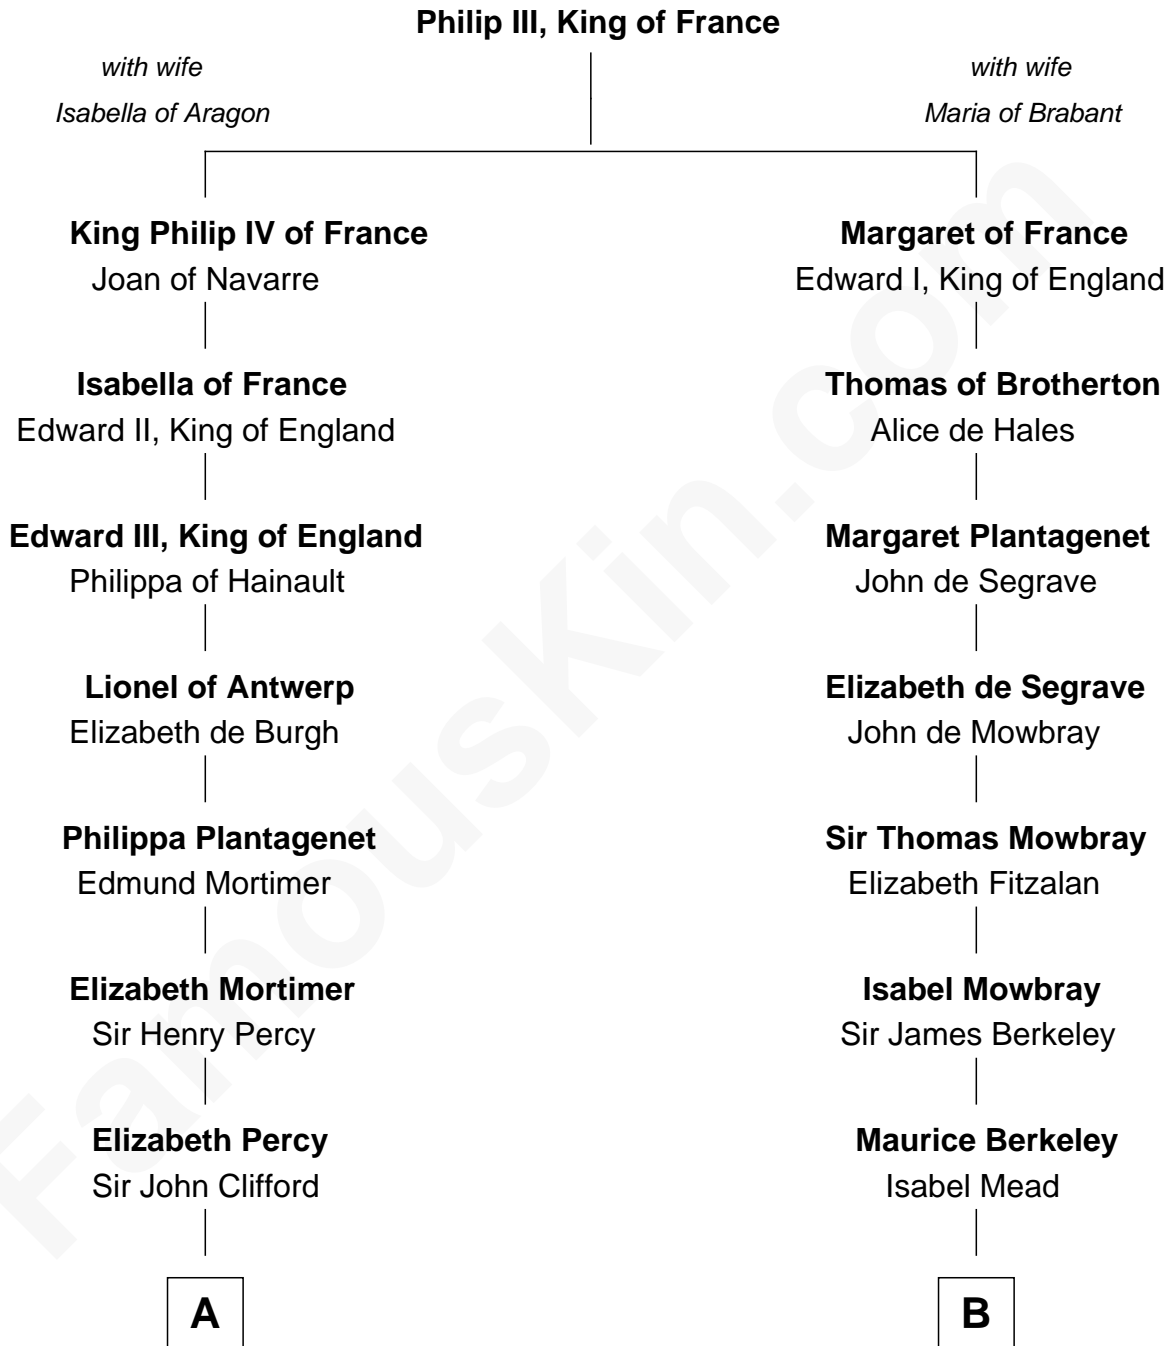 Philip III, King of France
with wife
Isabella of Aragon
with wife
Maria of Brabant
King Philip IV of France
Joan of Navarre
Margaret of France
Edward I, King of England
Isabella of France
Edward II, King of England
Thomas of Brotherton
Alice de Hales
Edward III, King of England
Philippa of Hainault
Margaret Plantagenet
John de Segrave
Lionel of Antwerp
Elizabeth de Burgh
Elizabeth de Segrave
John de Mowbray
Philippa Plantagenet
Edmund Mortimer
Sir Thomas Mowbray
Elizabeth Fitzalan
Elizabeth Mortimer
Sir Henry Percy
Isabel Mowbray
Sir James Berkeley
Elizabeth Percy
Sir John Clifford
Maurice Berkeley
Isabel Mead
A
B
FamousKin.com